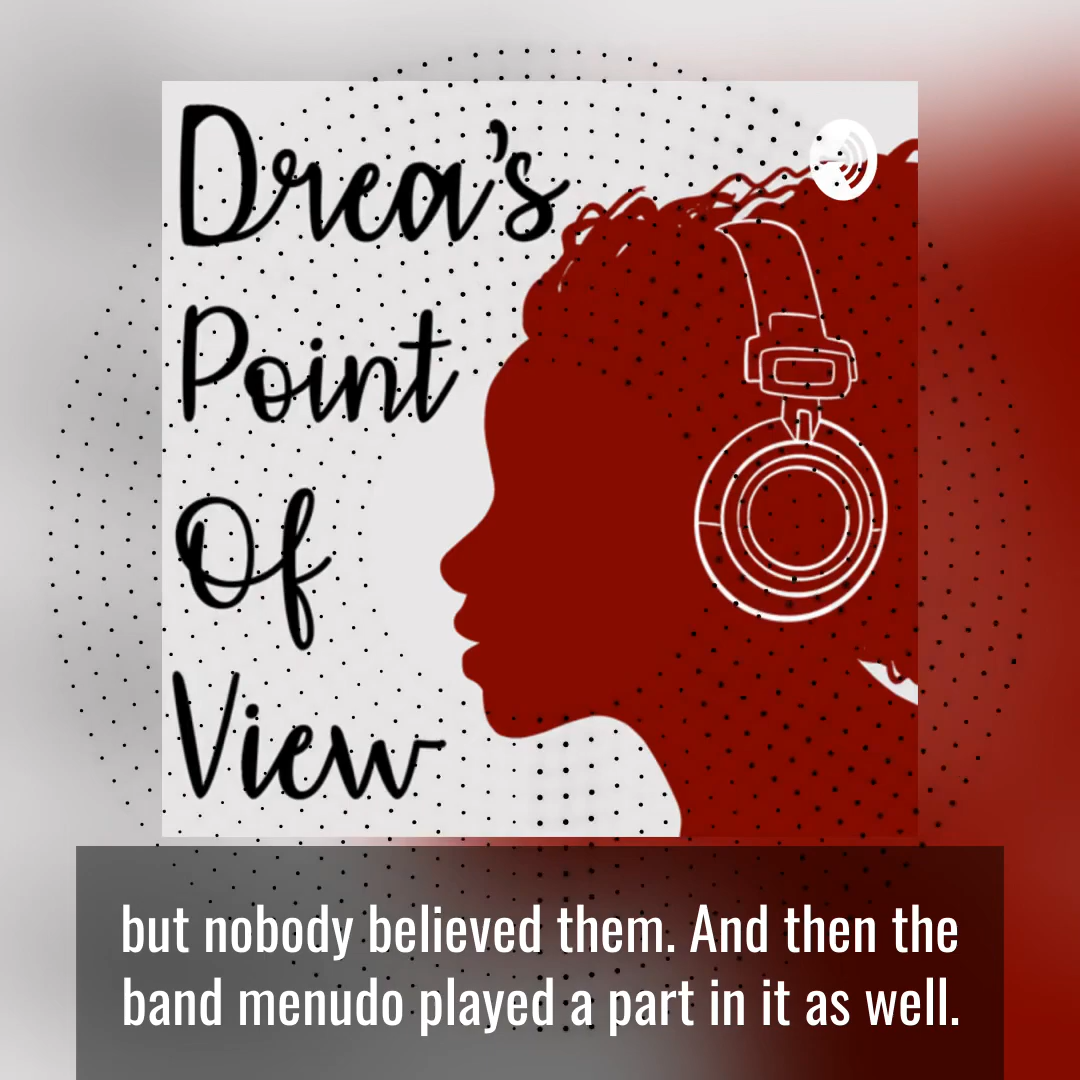 Drea's
Point
Of
View
but nobody believed them. And then the
band menudo played a part in it as well.